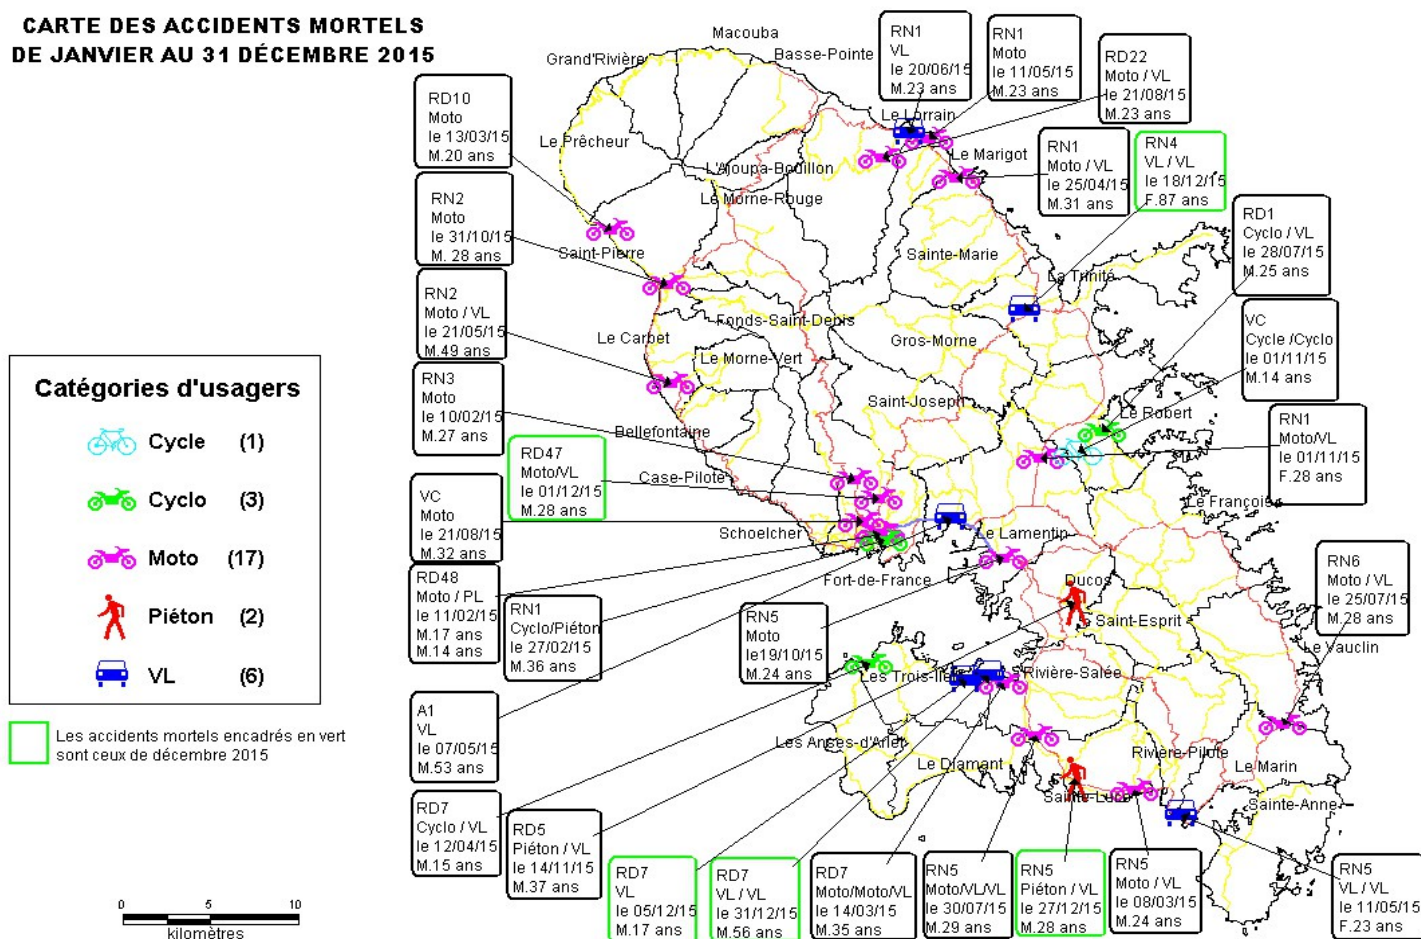 CARTE DES ACCIDENTS MORTELS
DE JANVIER AU 31 DÉCEMBRE 2015
Catégories d'usagers
Cycle (1)
Cyclo (3)
Moto (17)
Piéton (2)
VL (6)
Les accidents mortels encadrés en vert
sont ceux de décembre 2015
0 5 10
kilomètres
RD10
Moto
le 13/03/15
M.20 ans
RN2
Moto
le 31/10/15
M. 28 ans
RN2
Moto / VL
le 21/05/15
M.49 ans
RN3
Moto
le 10/02/15
M.27 ans
RD47
Moto/VL
le 01/12/15
M.28 ans
VC
Moto
le 21/08/15
M.32 ans
RD48
Moto / PL
le 11/02/15
M.17 ans
M.14 ans
RN1
Cyclo/Piéton
le 27/02/15
M.36 ans
A1
VL
le 07/05/15
M.53 ans
RD7
Cyclo / VL
le 12/04/15
M.15 ans
RD5
Piéton / VL
le 14/11/15
M.37 ans
RN5
Moto
le19/10/15
M.24 ans
RD7
VL
le 05/12/15
M.17 ans
RD7
VL / VL
le 31/12/15
M.56 ans
RD7
Moto/Moto/VL
le 14/03/15
M.35 ans
RN5
Moto/VL/VL
le 30/07/15
M.29 ans
RN5
Piéton / VL
le 27/12/15
M.28 ans
RN5
Moto / VL
le 08/03/15
M.24 ans
RN5
VL / VL
le 11/05/15
F.23 ans
RN6
Moto / VL
le 25/07/15
M.28 ans
RN1
Moto/VL
le 01/11/15
F.28 ans
VC
Cycle /Cyclo
le 01/11/15
M.14 ans
RD1
Cyclo / VL
le 28/07/15
M.25 ans
RN4
VL / VL
le 18/12/15
F.87 ans
RN1
Moto / VL
le 25/04/15
M.31 ans
RD22
Moto / VL
le 21/08/15
M.23 ans
RN1
Moto
le 11/05/15
M.23 ans
RN1
VL
le 20/06/15
M.23 ans
Macouba
Grand'Rivière
Basse-Pointe
Le Lorrain
Le Prêcheur
L'Ajoupa-Bouillon
Le Marigot
Le Morne-Rouge
Saint-Pierre
Sainte-Marie
La Trinité
Fonds-Saint-Denis
Le Carbet
Le Morne-Vert
Gros-Morne
Saint-Joseph
Le Robert
Bellefontaine
Case-Pilote
Le François
Schoelcher
Le Lamentin
Fort-de-France
Ducos
Saint-Esprit
Le Vauclin
Rivière-Salée
Les Anses-d'Arlet
Le Diamant
Rivière-Pilote
Le Marin
Sainte-Luce
Sainte-Anne